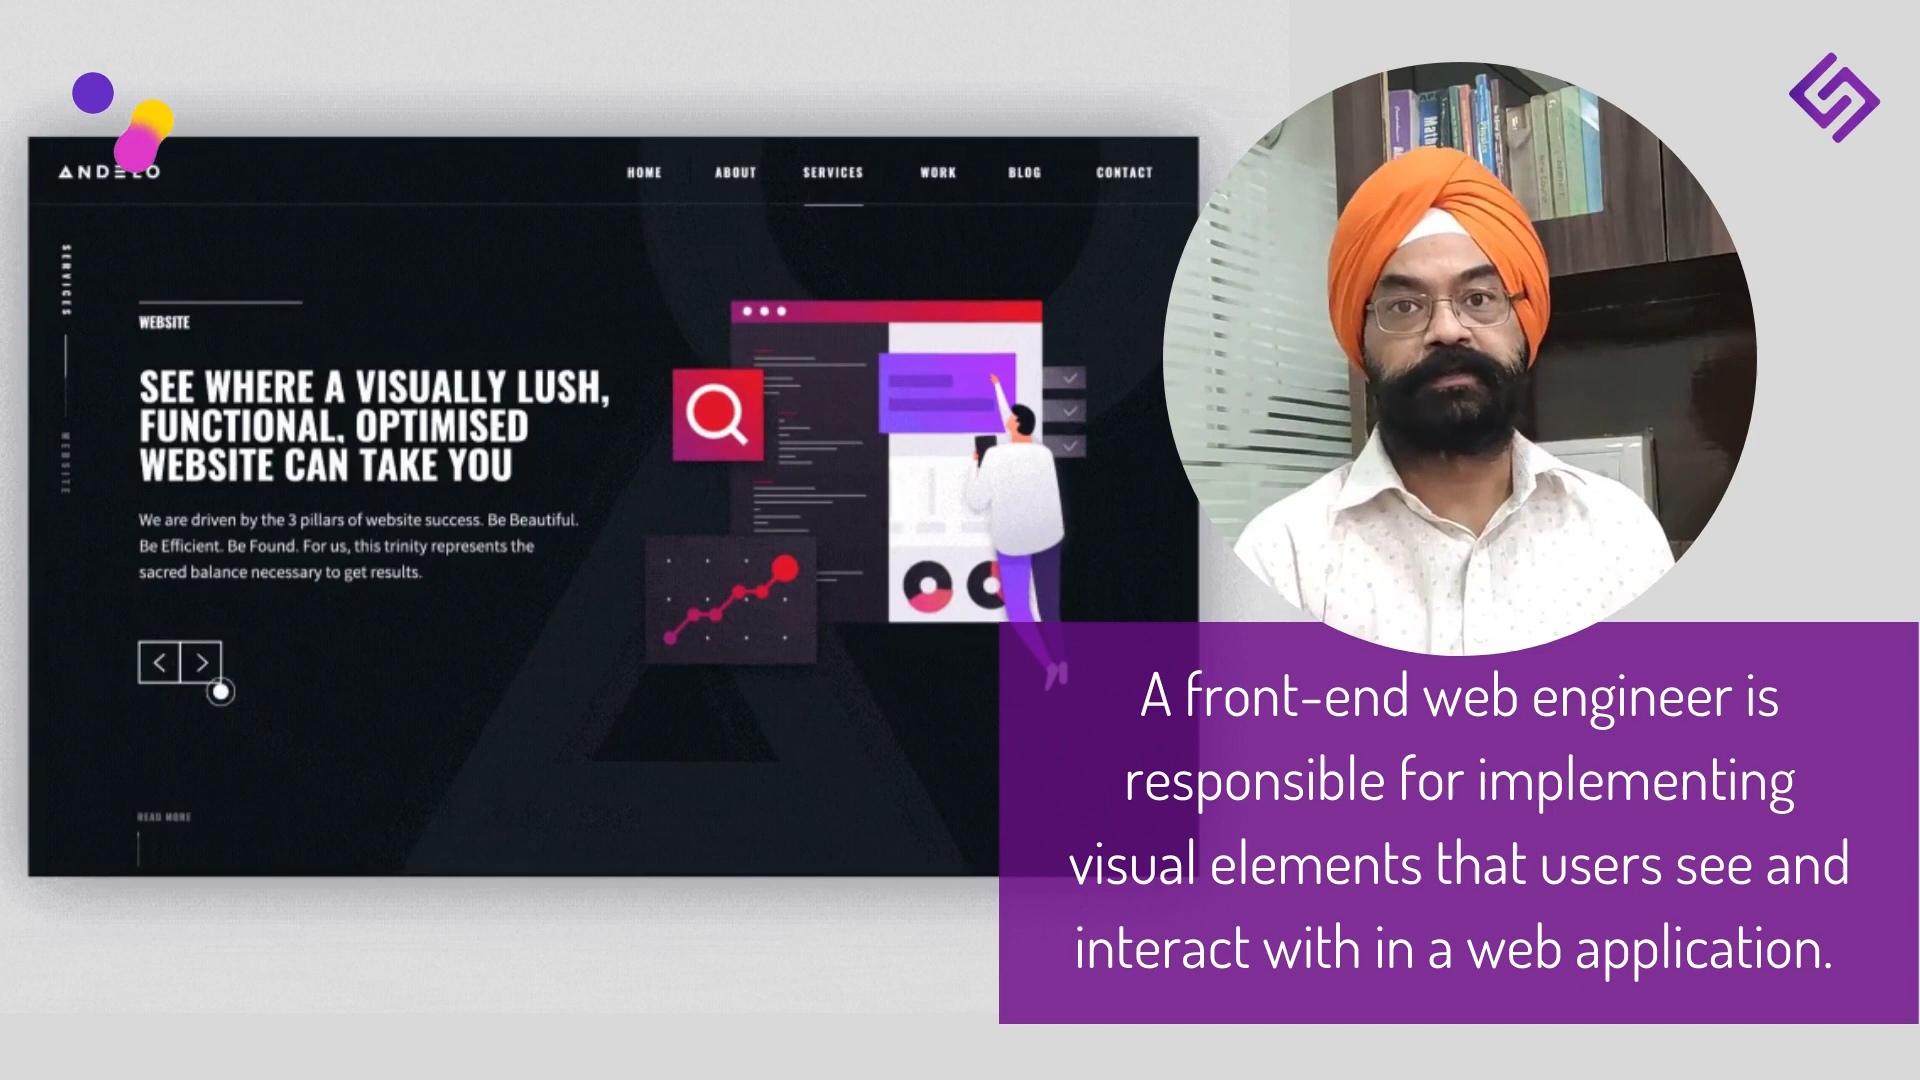 ANDELO
HOME ABOUT SERVICES WORK BLOG CONTACT
SERVICES
WEBSITE
WEBSITE
SEE WHERE A VISUALLY LUSH,
FUNCTIONAL, OPTIMISED
WEBSITE CAN TAKE YOU
We are driven by the 3 pillars of website success. Be Beautiful.
Be Efficient. Be Found. For us, this trinity represents the
sacred balance necessary to get results.
READ MORE
A front-end web engineer is
responsible for implementing
visual elements that users see and
interact with in a web application.